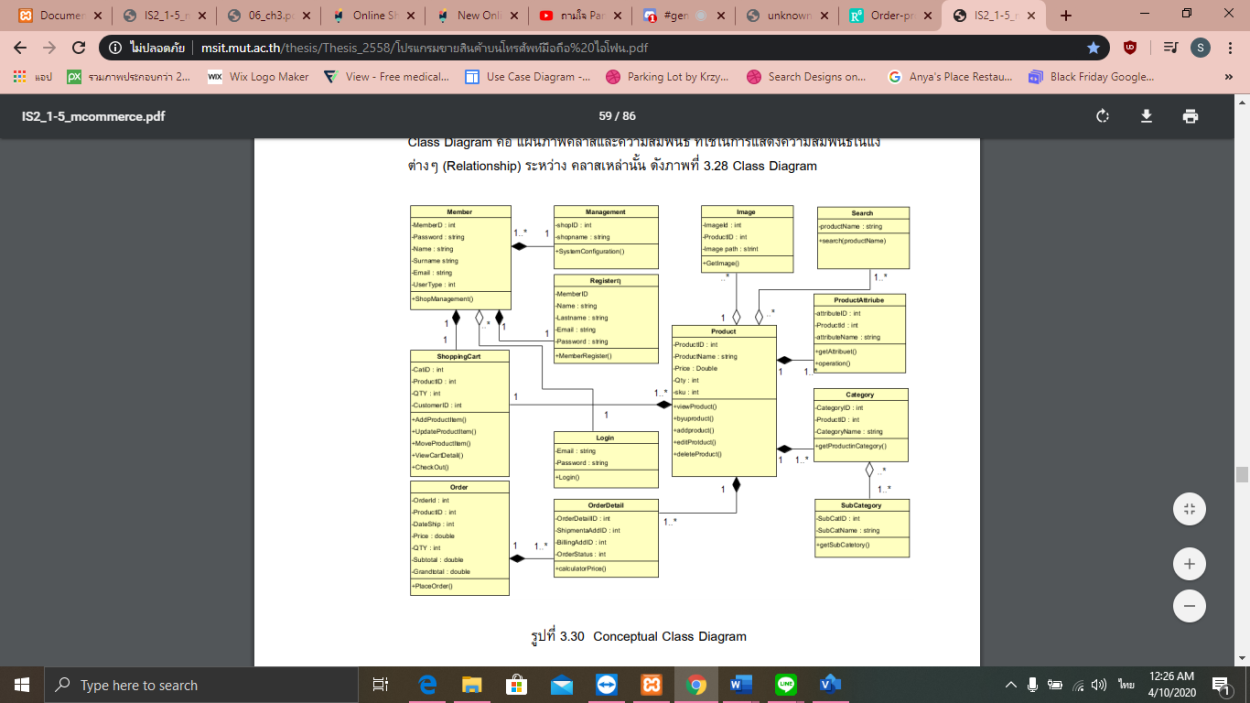 Documen
IS2_1-5_r
06_ch3.p
Online Sh
New Onli
ถามใจ Pa
#gen
unknown
Order-p
IS2_1-5_
ไม่ปลอดภัย
msit.mut.ac.th/thesis/Thesis_2558/โปรแกรมขายสินค้าบนโทรศัพท์มือถือ%20ไอโฟน.pdf
S
แอป
รวมภาพประกอบกว่า 2...
Wix Logo Maker
View - Free medical...
Use Case Diagram -...
Parking Lot by Krzy...
Search Designs on...
Anya's Place Restau...
Black Friday Google...
»
IS2_1-5_mcommerce.pdf
59 / 86
Class Diagram คือ แผนภาพคลาสและความสัมพันธ์ ที่ใช้ในการแสดงความสัมพันธ์ในแง่
ต่างๆ (Relationship) ระหว่าง คลาสเหล่านั้น ดังภาพที่ 3.28 Class Diagram
Member
-MemberID : int
-Password : string
-Name : string
-Surname string
-Email : string
-UserType : int
+ShopManagement()
1..*
1
Management
-shopID : int
-shopname : string
+SystemConfiguration()
Register()
-MemberID
-Name : string
-Lastname : string
-Email : string
-Password : string
+MemberRegister()
1
Image
-ImageId : int
-ProductID : int
-Image path : strint
+GetImage()
..*
1
Search
-productName : string
+search(productName)
1..*
..*
ProductAttriube
-attributeID : int
-ProductId : int
-attributeName : string
+getAttribuel()
+operation()
1
1..*
Product
-ProductID : int
-ProductName : string
-Price : Double
-Qty : int
-sku : int
+viewProduct()
+byuproduct()
+addproduct()
+editProtduct()
+deleteProduct()
1
1
..*
1
ShoppingCart
-CatID : int
-ProductID : int
-QTY : int
-CustomerID : int
+AddProductItem()
+UpdateProductItem()
+MoveProductItem()
+ViewCartDetail()
+CheckOut()
1
1..*
1
Login
-Email : string
-Password : string
+Login()
Category
-CategoryID : int
-ProductID : int
-CategoryName : string
+getProductinCategory()
1
1..*
..*
1..*
SubCategory
-SubCatID : int
-SubCatName : string
+getSubCatetory()
Order
-OrderId : int
-ProductID : int
-DateShip : int
-Price : double
-QTY : int
-Subtotal : double
-Grandtotal : double
+PlaceOrder()
1
1..*
OrderDetail
-OrderDetailID : int
-ShipmentaAddID : int
-BillingAddID : int
-OrderStatus : int
+calculatorPrice()
1
1..*
รูปที่ 3.30 Conceptual Class Diagram
Type here to search
ไทย
12:26 AM
4/10/2020
1